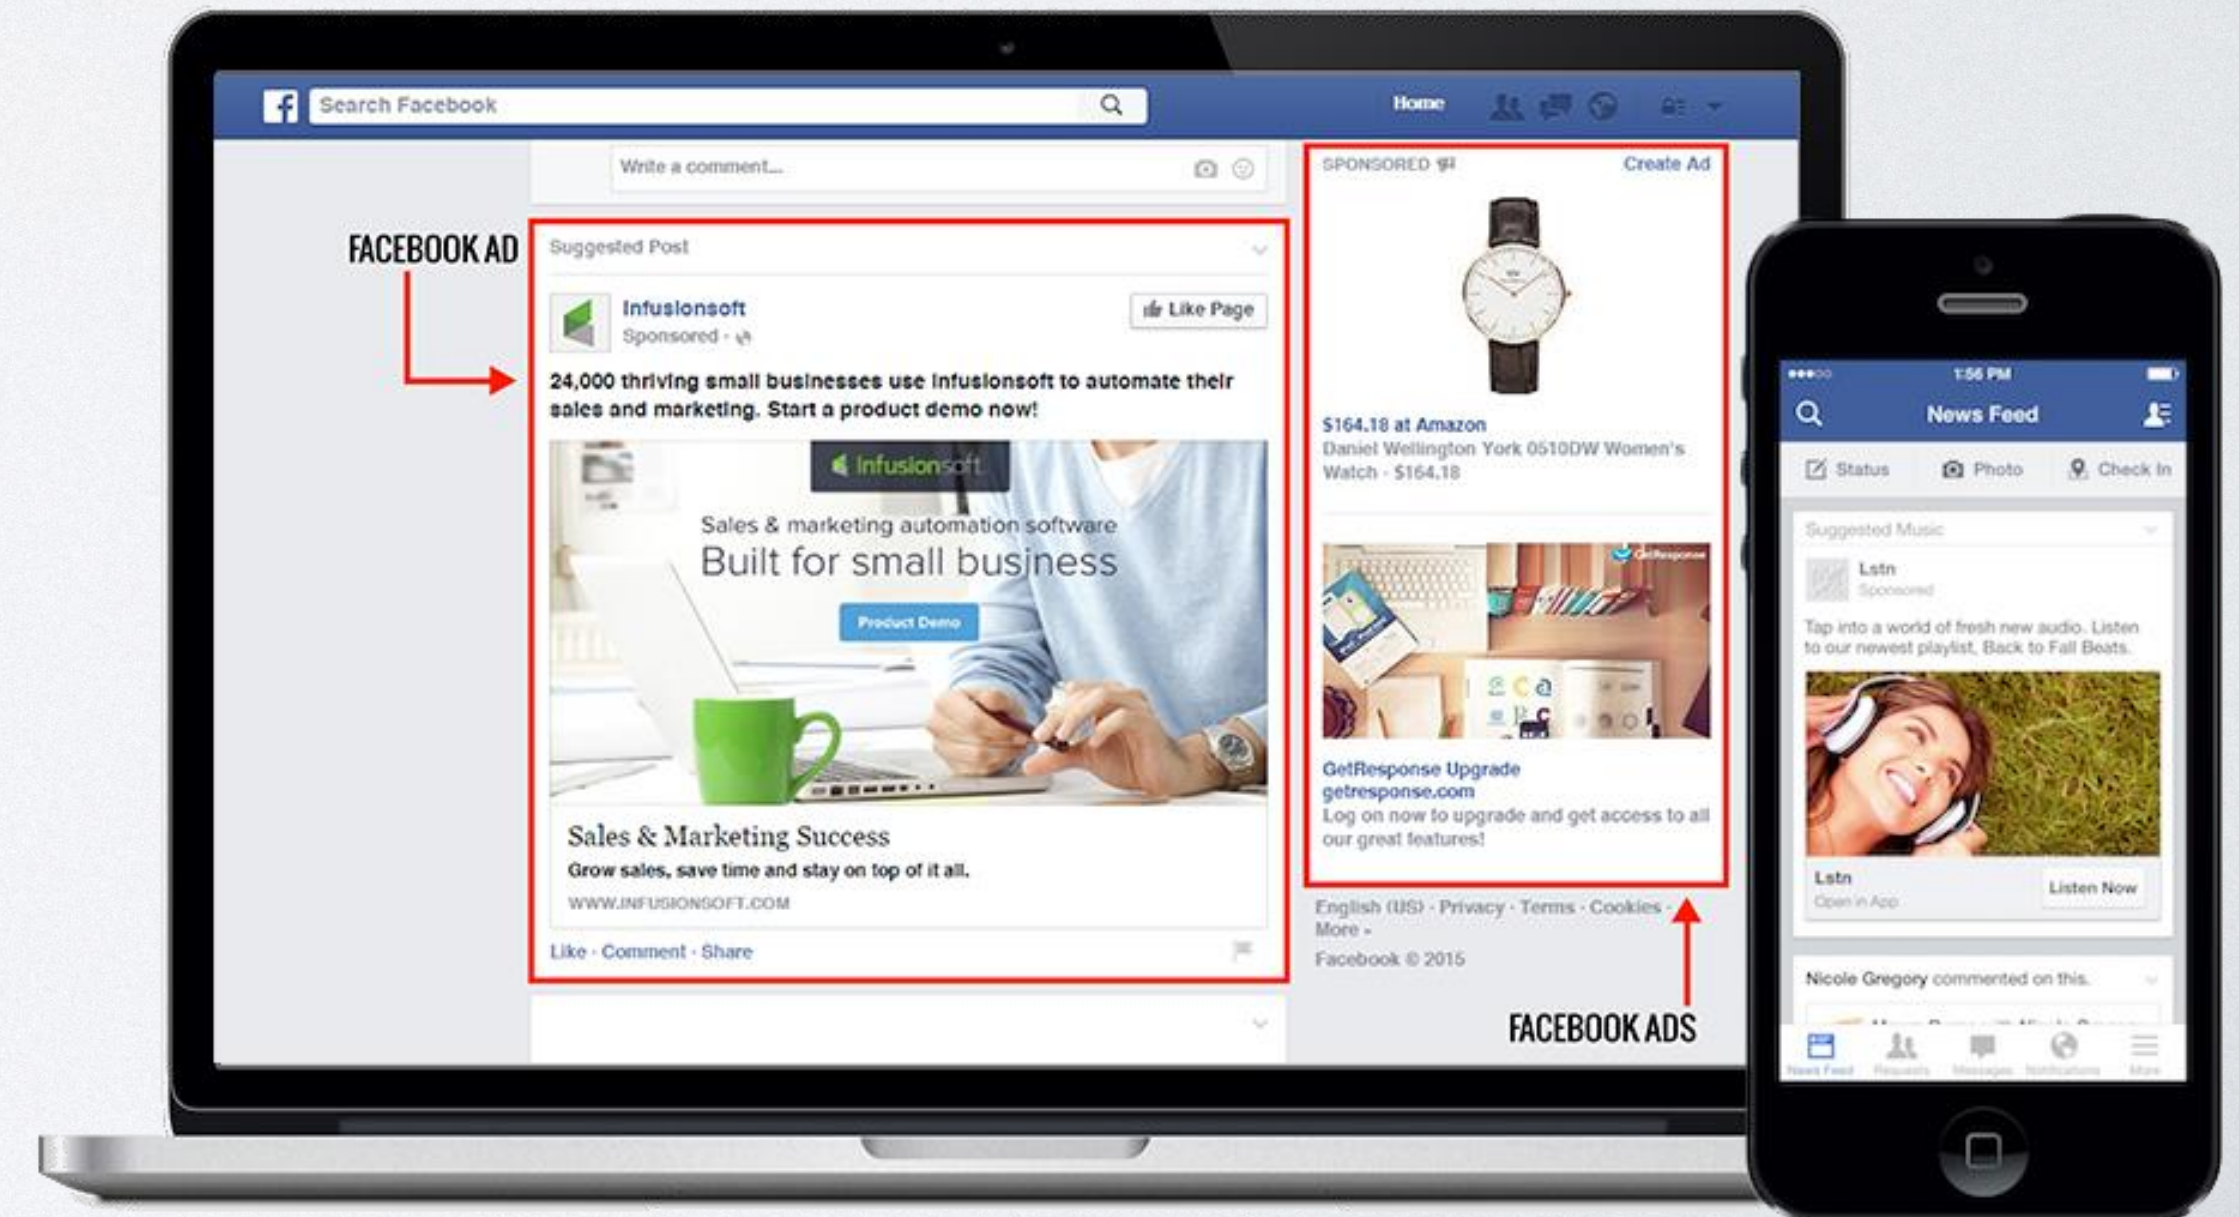 Search Facebook
Home
Write a comment...
SPONSORED
Create Ad
FACEBOOK AD
Suggested Post
Infusionsoft
Sponsored ·
Like Page
24,000 thriving small businesses use Infusionsoft to automate their
sales and marketing. Start a product demo now!
Infusionsoft
Sales & marketing automation software
Built for small business
Product Demo
Sales & Marketing Success
Grow sales, save time and stay on top of it all.
WWW.INFUSIONSOFT.COM
Like · Comment · Share
$164.18 at Amazon
Daniel Wellington York 0510DW Women's
Watch - $164.18
GetResponse
GetResponse Upgrade
getresponse.com
Log on now to upgrade and get access to all
our great features!
English (US) · Privacy · Terms · Cookies ·
More
Facebook © 2015
FACEBOOK ADS
1:56 PM
News Feed
Status
Photo
Check In
Suggested Music
Lstn
Sponsored
Tap into a world of fresh new audio. Listen
to our newest playlist, Back to Fall Beats.
Lstn
Open in App
Listen Now
Nicole Gregory commented on this.
News Feed
Requests
Messages
Notifications
More